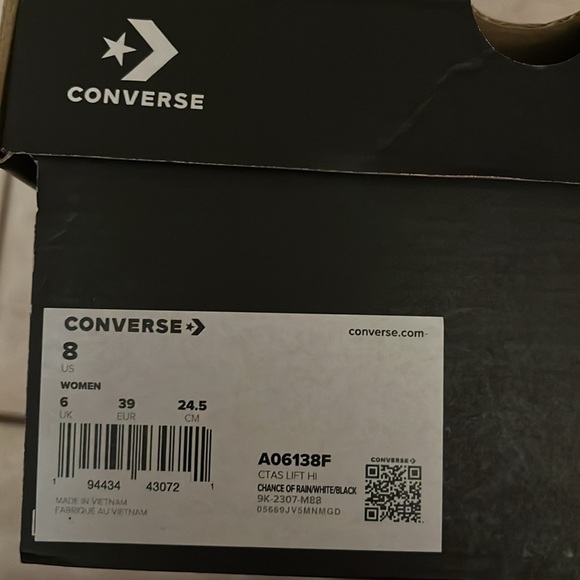 CONVERSE
CONVERSE
converse.com
8
US
WOMEN
6 39 24.5
UK EUR CM
1 94434 43072 1
A06138F
CTAS LIFT HI
CHANCE OF RAIN/WHITE/BLACK
9K-2307-M88
05669JV5MNMGD
CONVERSE
MADE IN VIETNAM
FABRIQUÉ AU VIETNAM